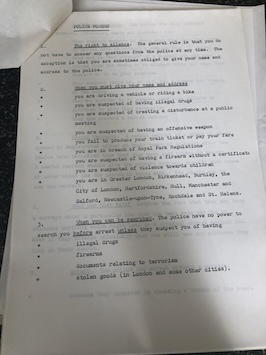 POLICE POWERS
1. The right to silence. The general rule is that you do
not have to answer any questions from the police at any time. The
exception is that you are sometimes obliged to give your name and
address to the police.
2. When you must give your name and address
* you are driving a vehicle or riding a bike
* you are suspected of having illegal drugs
* you are suspected of creating a disturbance at a public
meeting
* you are suspected of having an offensive weapon
* you fail to produce your train ticket or pay your fare
* you are in breach of Royal Park Regulations
* you are suspected of having a firearm without a certificate
* you are suspected of violence towards children
* you are in Greater London, Birkenhead, Burnley, the
City of London, Hertfordshire, Hull, Manchester and
Salford, Newcastle-upon-Tyne, Rochdale and St. Helens.
3. When you can be searched. The police have no power to
search you before arrest unless they suspect you of having
* illegal drugs
* firearms
* documents relating to terrorism
* stolen goods (in London and some other cities).